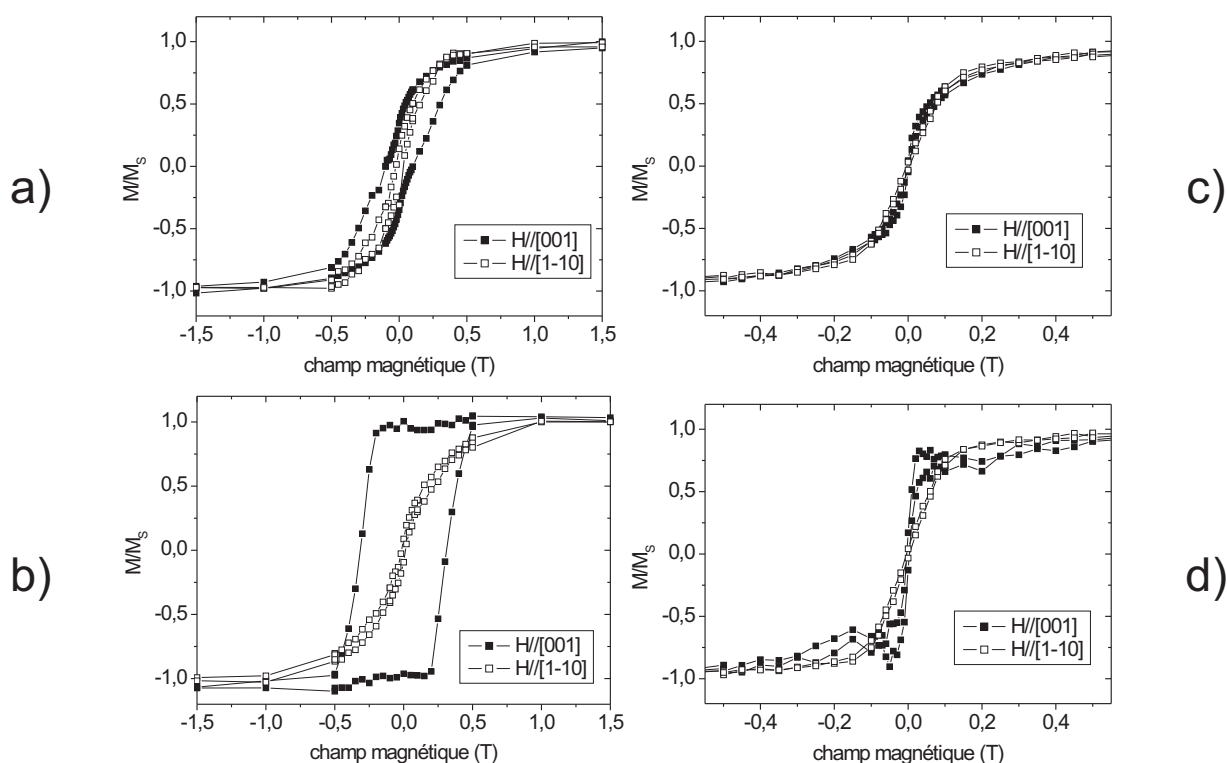 a)
M/M_S
1,0
0,5
0,0
-0,5
-1,0
H//[001]
H//[1-10]
-1,5 -1,0 -0,5 0,0 0,5 1,0 1,5
champ magnétique (T)
c)
M/M_S
1,0
0,5
0,0
-0,5
-1,0
H//[001]
H//[1-10]
-0,4 -0,2 0,0 0,2 0,4
champ magnétique (T)
b)
M/M_S
1,0
0,5
0,0
-0,5
-1,0
H//[001]
H//[1-10]
-1,5 -1,0 -0,5 0,0 0,5 1,0 1,5
champ magnétique (T)
d)
M/M_S
1,0
0,5
0,0
-0,5
-1,0
H//[001]
H//[1-10]
-0,4 -0,2 0,0 0,2 0,4
champ magnétique (T)